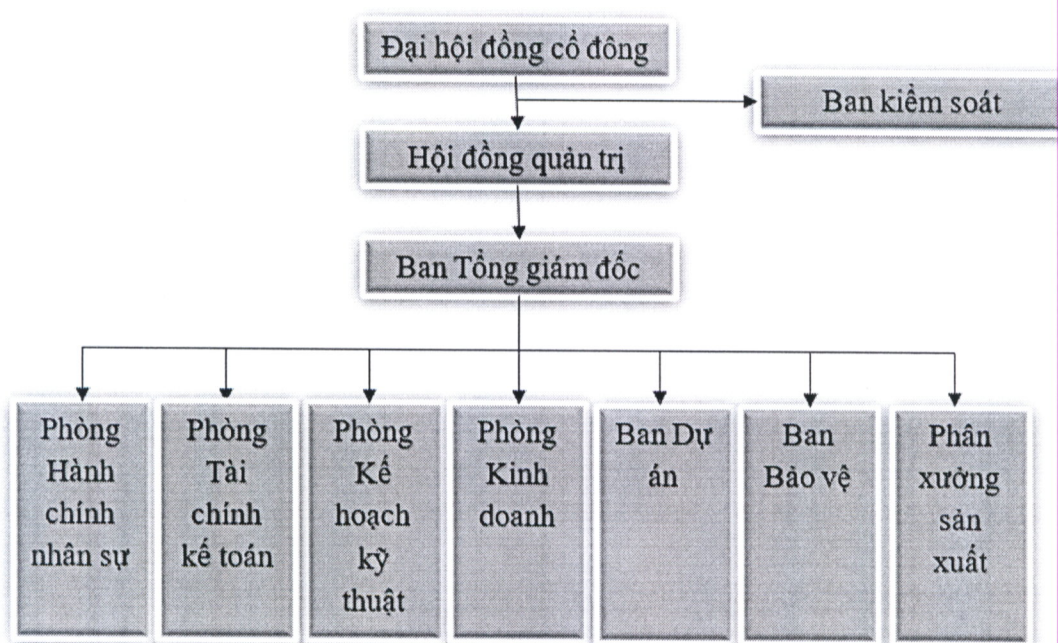 Đại hội đồng cổ đông
Ban kiểm soát
Hội đồng quản trị
Ban Tổng giám đốc
Phòng
Hành
chính
nhân sự
Phòng
Tài
chính
kế toán
Phòng
Kế
hoạch
kỹ
thuật
Phòng
Kinh
doanh
Ban Dự
án
Ban
Bảo vệ
Phân
xưởng
sản
xuất